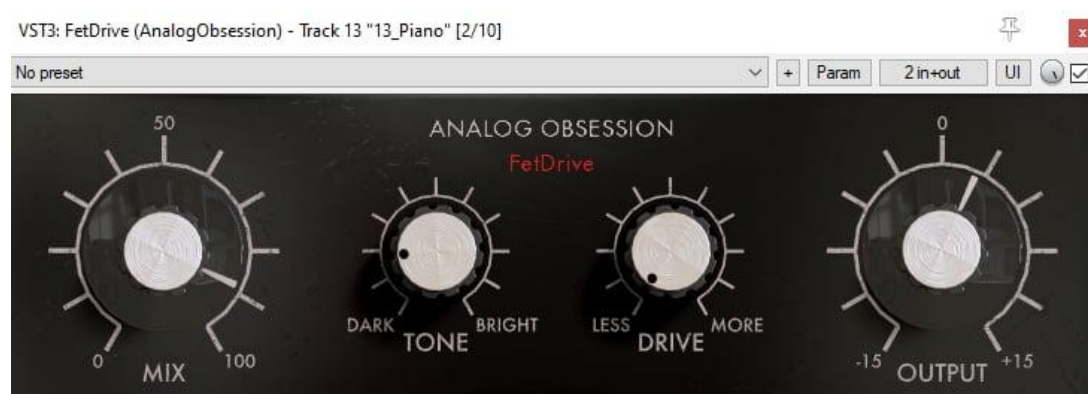 VST3: FetDrive (AnalogObsession) - Track 13 "13_Piano" [2/10]
x
No preset
+ Param 2 in+out UI
ANALOG OBSESSION
FetDrive
50
0
100
MIX
DARK
BRIGHT
TONE
LESS
MORE
DRIVE
0
-15
+15
OUTPUT